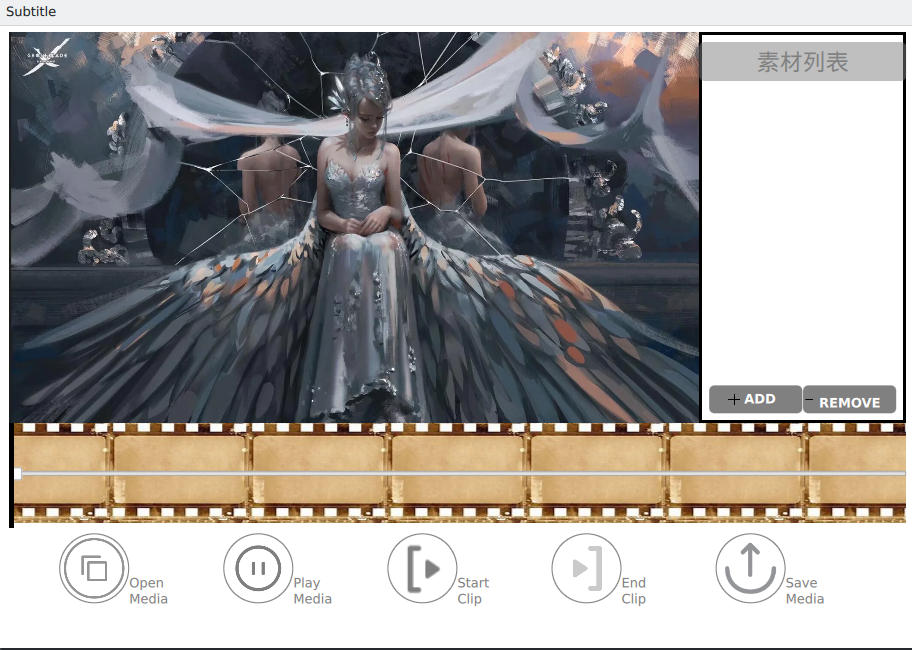 Subtitle
素材列表
+ ADD
− REMOVE
Open
Media
Play
Media
Start
Clip
End
Clip
Save
Media